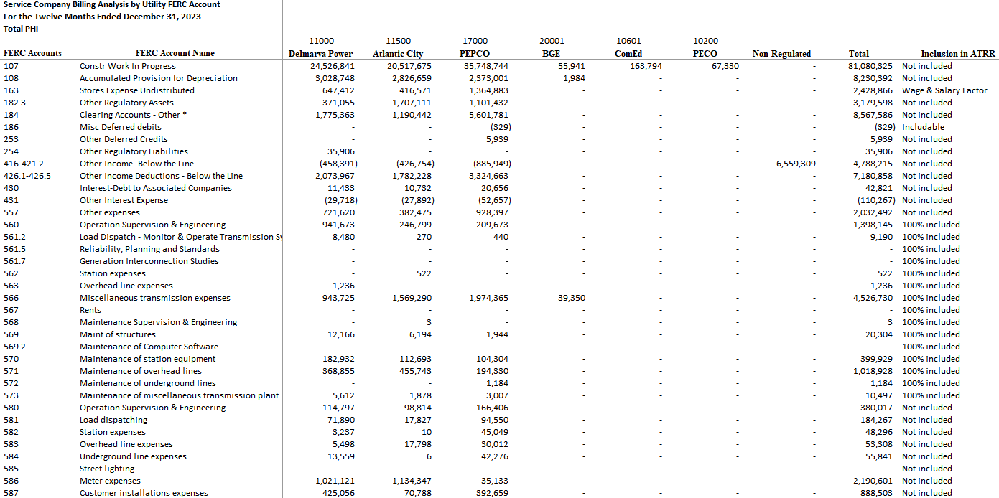 Service Company Billing Analysis by Utility FERC Account
For the Twelve Months Ended December 31, 2023
Total PHI
11000 11500 17000 20001 10601 10200
FERC Accounts FERC Account Name Delmarva Power Atlantic City PEPCO BGE ComEd PECO Non-Regulated Total Inclusion in ATRR
107 Constr Work In Progress 24,526,841 20,517,675 35,748,744 55,941 163,794 67,330 - 81,080,325 Not included
108 Accumulated Provision for Depreciation 3,028,748 2,826,659 2,373,001 1,984 - - - 8,230,392 Not included
163 Stores Expense Undistributed 647,412 416,571 1,364,883 - - - - 2,428,866 Wage & Salary Factor
182.3 Other Regulatory Assets 371,055 1,707,111 1,101,432 - - - - 3,179,598 Not included
184 Clearing Accounts - Other * 1,775,363 1,190,442 5,601,781 - - - - 8,567,586 Not included
186 Misc Deferred debits - - (329) - - - - (329) Includable
253 Other Deferred Credits - - 5,939 - - - - 5,939 Not included
254 Other Regulatory Liabilities 35,906 - - - - - - 35,906 Not included
416-421.2 Other Income -Below the Line (458,391) (426,754) (885,949) - - - 6,559,309 4,788,215 Not included
426.1-426.5 Other Income Deductions - Below the Line 2,073,967 1,782,228 3,324,663 - - - - 7,180,858 Not included
430 Interest-Debt to Associated Companies 11,433 10,732 20,656 - - - - 42,821 Not included
431 Other Interest Expense (29,718) (27,892) (52,657) - - - - (110,267) Not included
557 Other expenses 721,620 382,475 928,397 - - - - 2,032,492 Not included
560 Operation Supervision & Engineering 941,673 246,799 209,673 - - - - 1,398,145 100% included
561.2 Load Dispatch - Monitor & Operate Transmission Sy 8,480 270 440 - - - - 9,190 100% included
561.5 Reliability, Planning and Standards - - - - - - - - 100% included
561.7 Generation Interconnection Studies - - - - - - - - 100% included
562 Station expenses - 522 - - - - - 522 100% included
563 Overhead line expenses 1,236 - - - - - - 1,236 100% included
566 Miscellaneous transmission expenses 943,725 1,569,290 1,974,365 39,350 - - - 4,526,730 100% included
567 Rents - - - - - - - - 100% included
568 Maintenance Supervision & Engineering - 3 - - - - - 3 100% included
569 Maint of structures 12,166 6,194 1,944 - - - - 20,304 100% included
569.2 Maintenance of Computer Software - - - - - - - - 100% included
570 Maintenance of station equipment 182,932 112,693 104,304 - - - - 399,929 100% included
571 Maintenance of overhead lines 368,855 455,743 194,330 - - - - 1,018,928 100% included
572 Maintenance of underground lines - - 1,184 - - - - 1,184 100% included
573 Maintenance of miscellaneous transmission plant 5,612 1,878 3,007 - - - - 10,497 100% included
580 Operation Supervision & Engineering 114,797 98,814 166,406 - - - - 380,017 Not included
581 Load dispatching 71,890 17,827 94,550 - - - - 184,267 Not included
582 Station expenses 3,237 10 45,049 - - - - 48,296 Not included
583 Overhead line expenses 5,498 17,798 30,012 - - - - 53,308 Not included
584 Underground line expenses 13,559 6 42,276 - - - - 55,841 Not included
585 Street lighting - - - - - - - - Not included
586 Meter expenses 1,021,121 1,134,347 35,133 - - - - 2,190,601 Not included
587 Customer installations expenses 425,056 70,788 392,659 - - - - 888,503 Not included